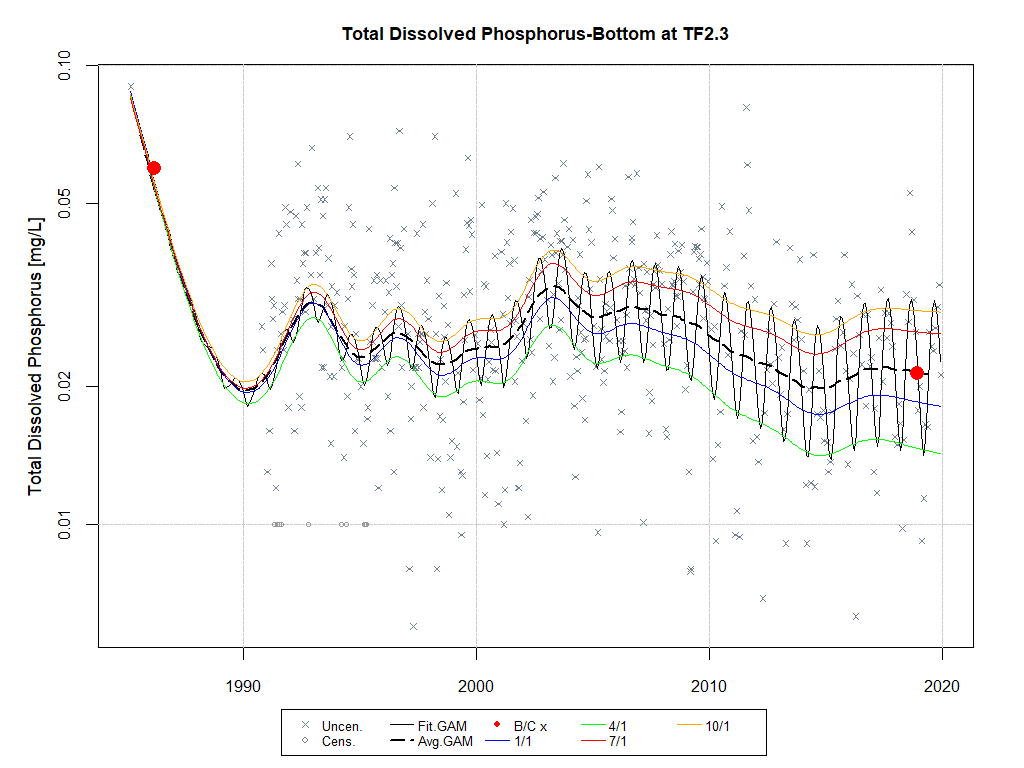 Total Dissolved Phosphorus-Bottom at TF2.3
Total Dissolved Phosphorus [mg/L]
0.10
0.05
0.02
0.01
1990 2000 2010 2020
Uncen. Fit.GAM B/C x 4/1 10/1
Cens. Avg.GAM 1/1 7/1